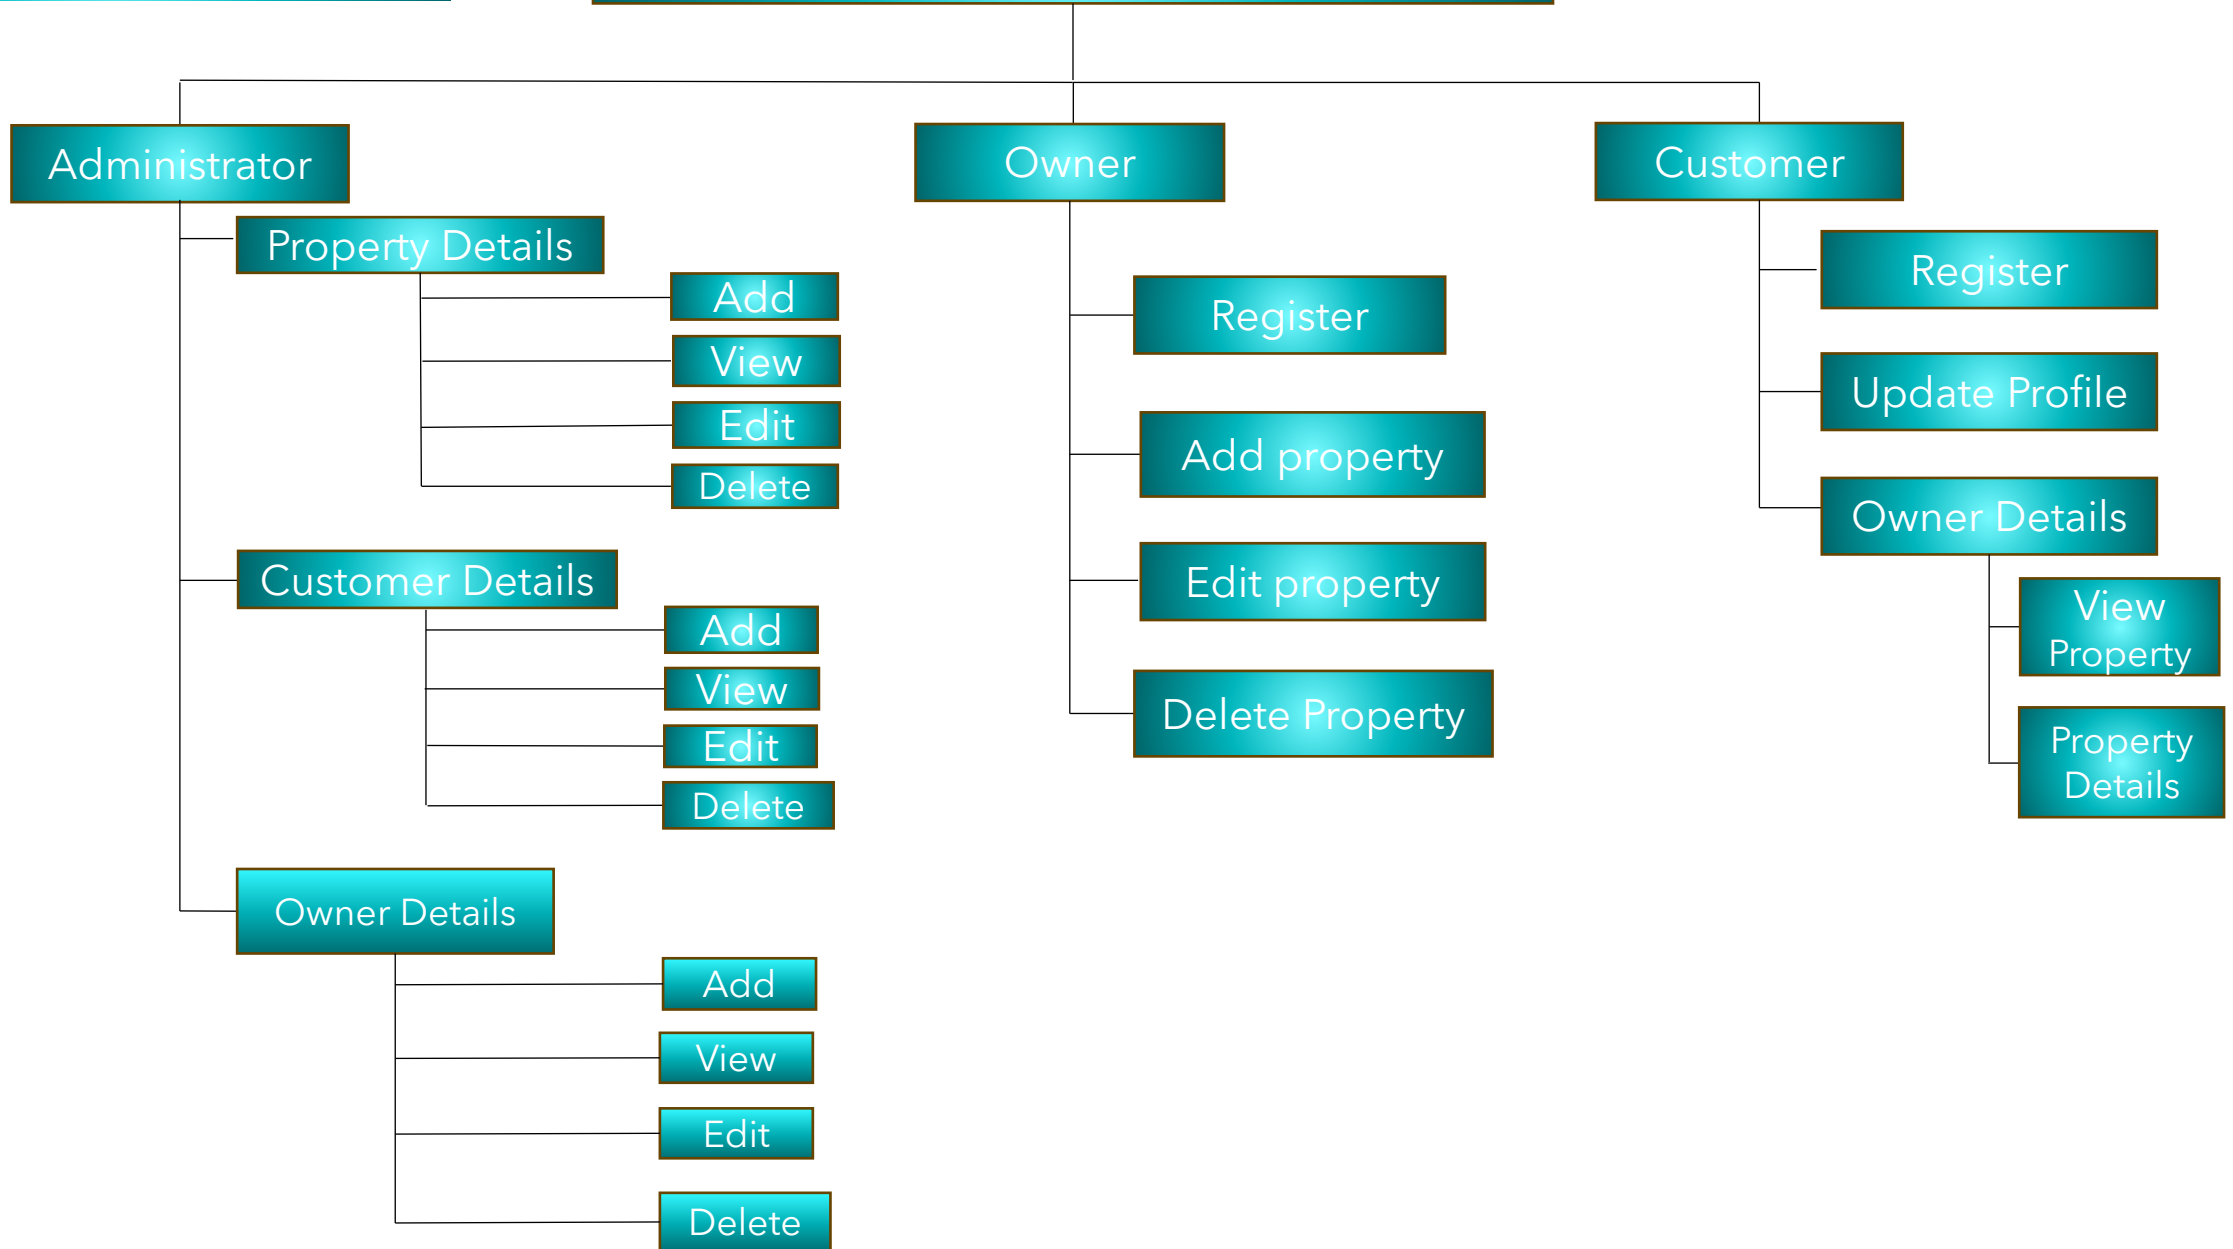 Administrator
Property Details
Add
View
Edit
Delete
Customer Details
Add
View
Edit
Delete
Owner Details
Add
View
Edit
Delete
Owner
Register
Add property
Edit property
Delete Property
Customer
Register
Update Profile
Owner Details
View
Property
Property
Details